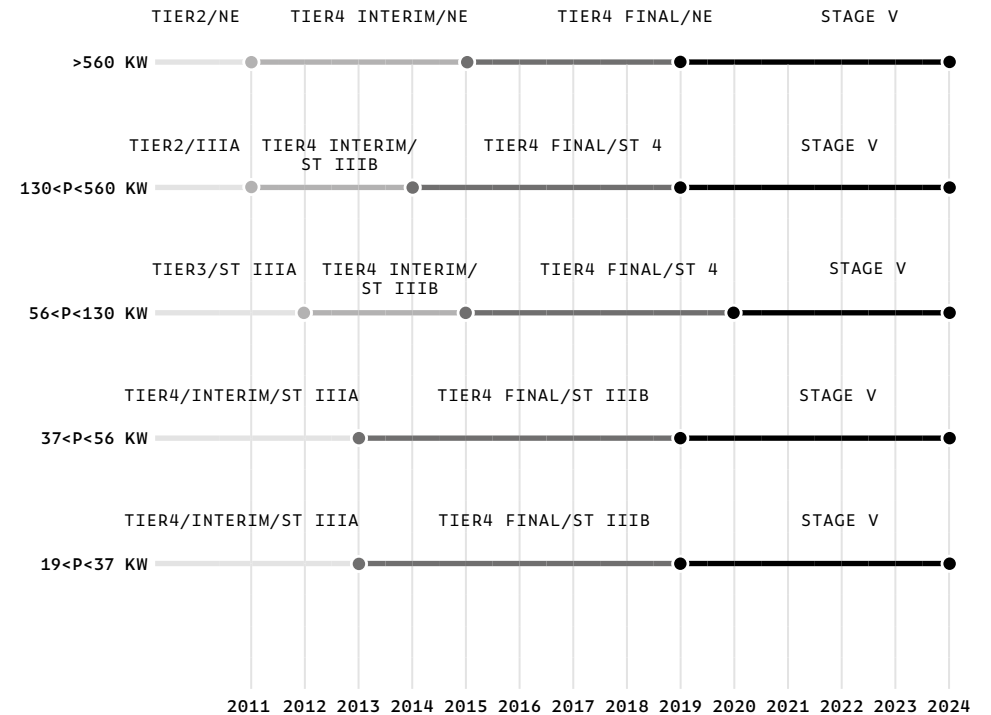 TIER2/NE TIER4 INTERIM/NE TIER4 FINAL/NE STAGE V
>560 KW
TIER2/IIIA TIER4 INTERIM/ TIER4 FINAL/ST 4 STAGE V
ST IIIB
130<P<560 KW
TIER3/ST IIIA TIER4 INTERIM/ TIER4 FINAL/ST 4 STAGE V
ST IIIB
56<P<130 KW
TIER4/INTERIM/ST IIIA TIER4 FINAL/ST IIIB STAGE V
37<P<56 KW
TIER4/INTERIM/ST IIIA TIER4 FINAL/ST IIIB STAGE V
19<P<37 KW
2011 2012 2013 2014 2015 2016 2017 2018 2019 2020 2021 2022 2023 2024